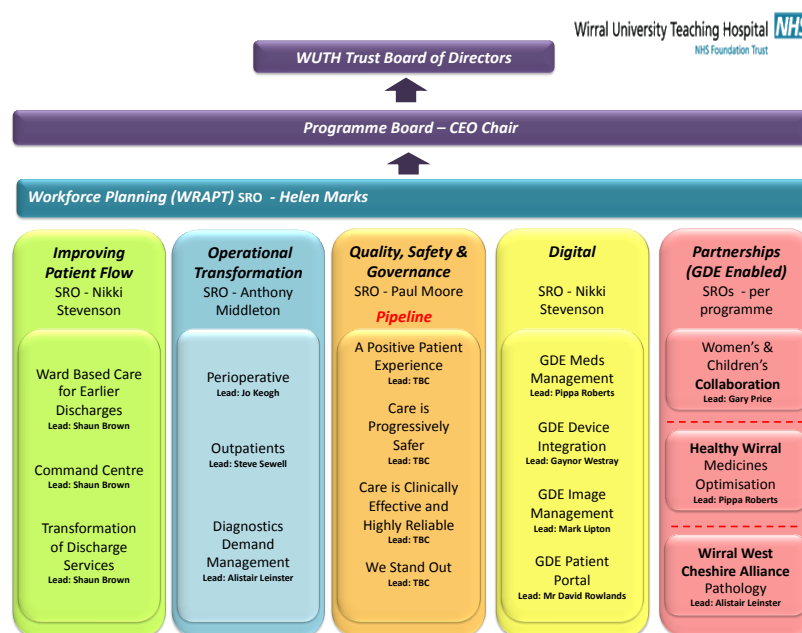 Wirral University Teaching Hospital NHS
NHS Foundation Trust
WUTH Trust Board of Directors
Programme Board – CEO Chair
Workforce Planning (WRAPT) SRO - Helen Marks
Improving
Patient Flow
SRO - Nikki
Stevenson
Ward Based Care
for Earlier
Discharges
Lead: Shaun Brown
Command Centre
Lead: Shaun Brown
Transformation
of Discharge
Services
Lead: Shaun Brown
Operational
Transformation
SRO - Anthony
Middleton
Perioperative
Lead: Jo Keogh
Outpatients
Lead: Steve Sewell
Diagnostics
Demand
Management
Lead: Alistair Leinster
Quality, Safety &
Governance
SRO - Paul Moore
Pipeline
A Positive Patient
Experience
Lead: TBC
Care is
Progressively
Safer
Lead: TBC
Care is Clinically
Effective and
Highly Reliable
Lead: TBC
We Stand Out
Lead: TBC
Digital
SRO - Nikki
Stevenson
GDE Meds
Management
Lead: Pippa Roberts
GDE Device
Integration
Lead: Gaynor Westray
GDE Image
Management
Lead: Mark Lipton
GDE Patient
Portal
Lead: Mr David Rowlands
Partnerships
(GDE Enabled)
SROs - per
programme
Women's &
Children's
Collaboration
Lead: Gary Price
Healthy Wirral
Medicines
Optimisation
Lead: Pippa Roberts
Wirral West
Cheshire Alliance
Pathology
Lead: Alistair Leinster